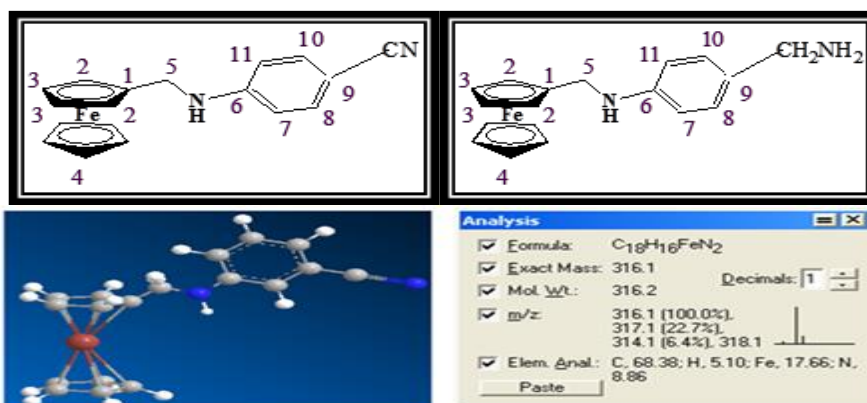 1 2 3 3 2 4 5 6 7 8 9 10 11 Fe N H CN
1 2 3 3 2 4 5 6 7 8 9 10 11 Fe N H CH2NH2
Analysis
Formula: C18H16FeN2
Exact Mass: 316.1
Decimals: 1
Mol. Wt.: 316.2
m/z: 316.1 (100.0%),
317.1 (22.7%),
314.1 (6.4%), 318.1
Elem. Anal.: C, 68.38; H, 5.10; Fe, 17.66; N,
8.86
Paste